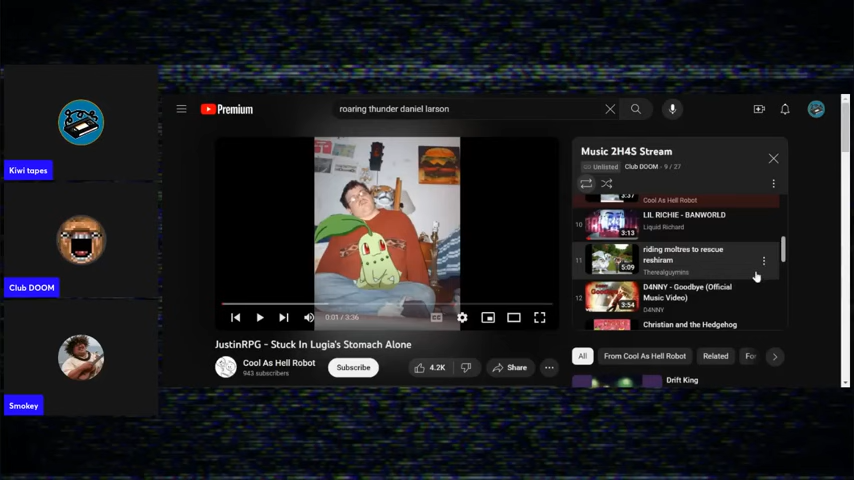 Premium
roaring thunder daniel larson
Kiwi tapes
Club DOOM
Smokey
0:01 / 3:36
CC
JustinRPG - Stuck In Lugia's Stomach Alone
Cool As Hell Robot
943 subscribers
Subscribe
4.2K
Share
Music 2H4S Stream
Unlisted
Club DOOM - 9 / 27
3:37
Cool As Hell Robot
10
3:13
LIL RICHIE - BANWORLD
Liquid Richard
11
5:09
riding moltres to rescue
reshiram
Therealguymins
12
3:54
D4NNY - Goodbye (Official
Music Video)
D4NNY
Christian and the Hedgehog
All
From Cool As Hell Robot
Related
Fo
Drift King